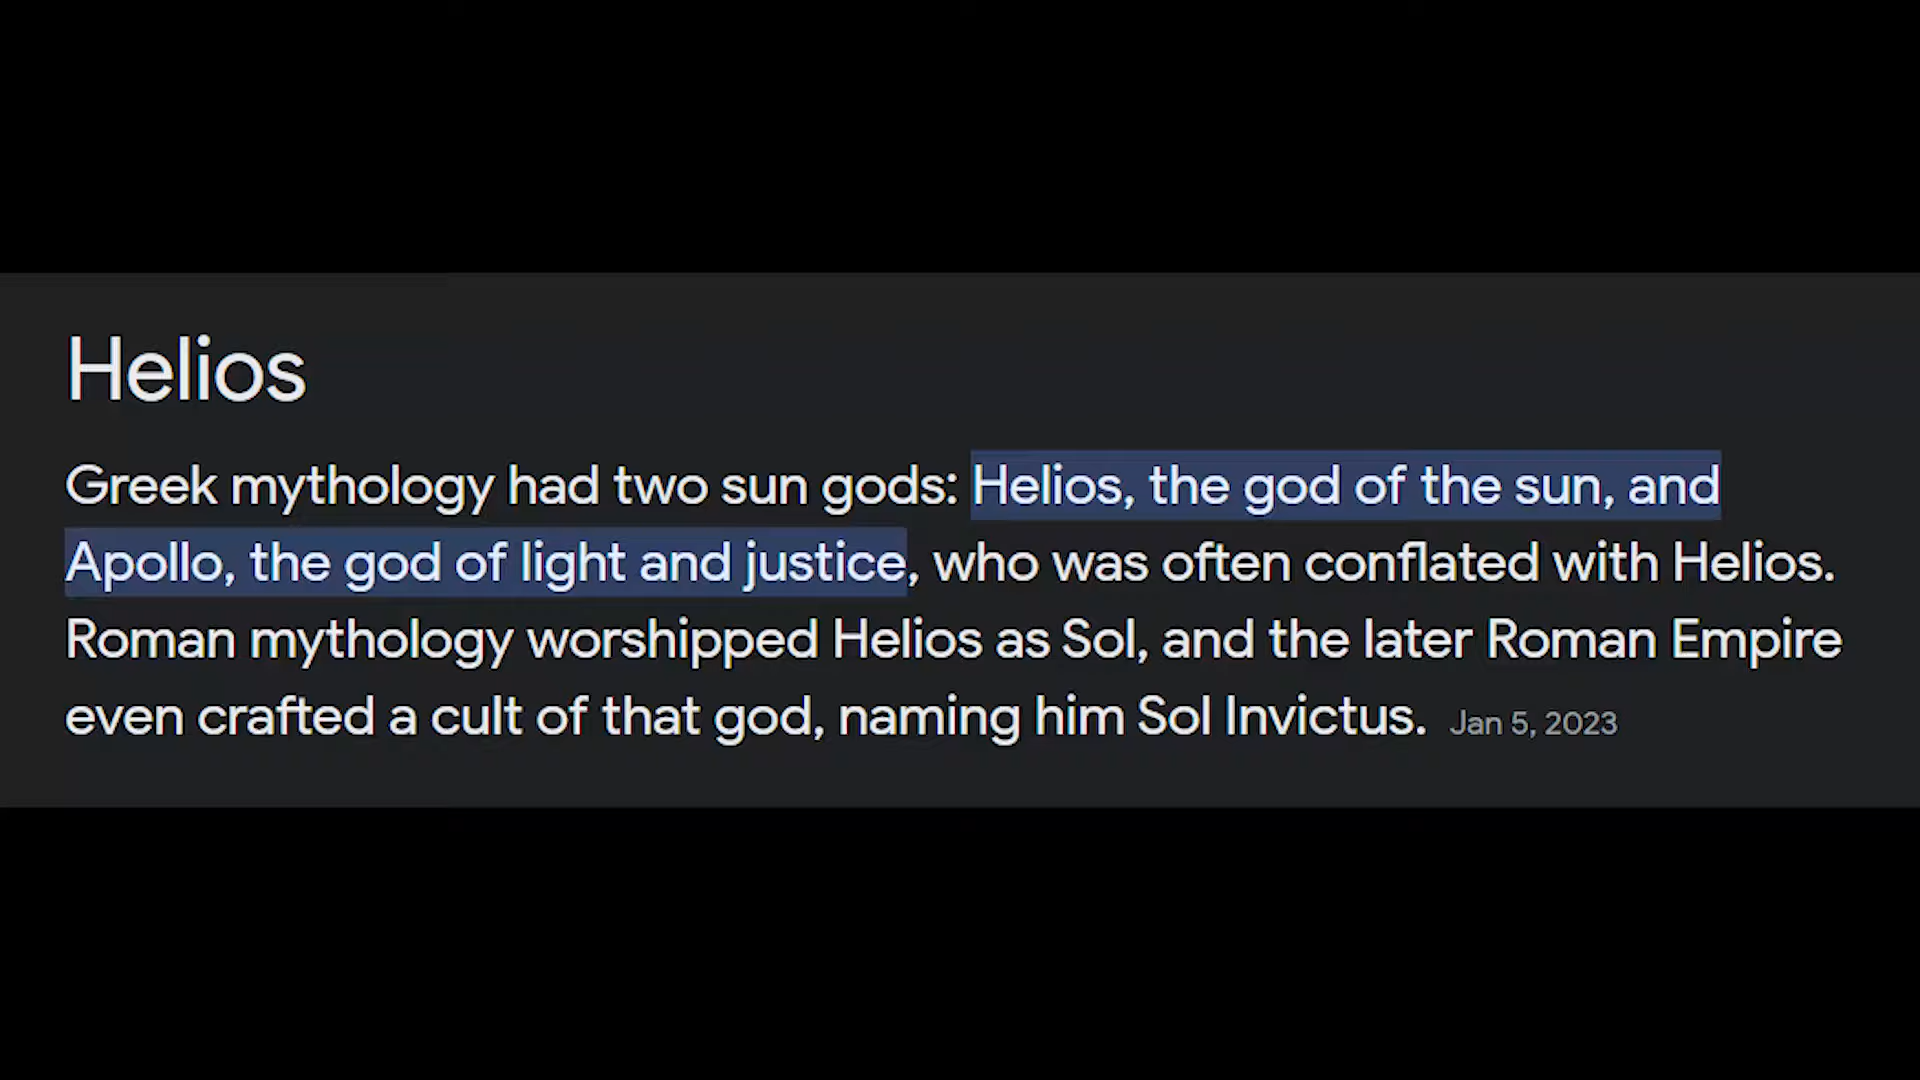 Helios
Greek mythology had two sun gods: Helios, the god of the sun, and
Apollo, the god of light and justice, who was often conflated with Helios.
Roman mythology worshipped Helios as Sol, and the later Roman Empire
even crafted a cult of that god, naming him Sol Invictus. Jan 5, 2023